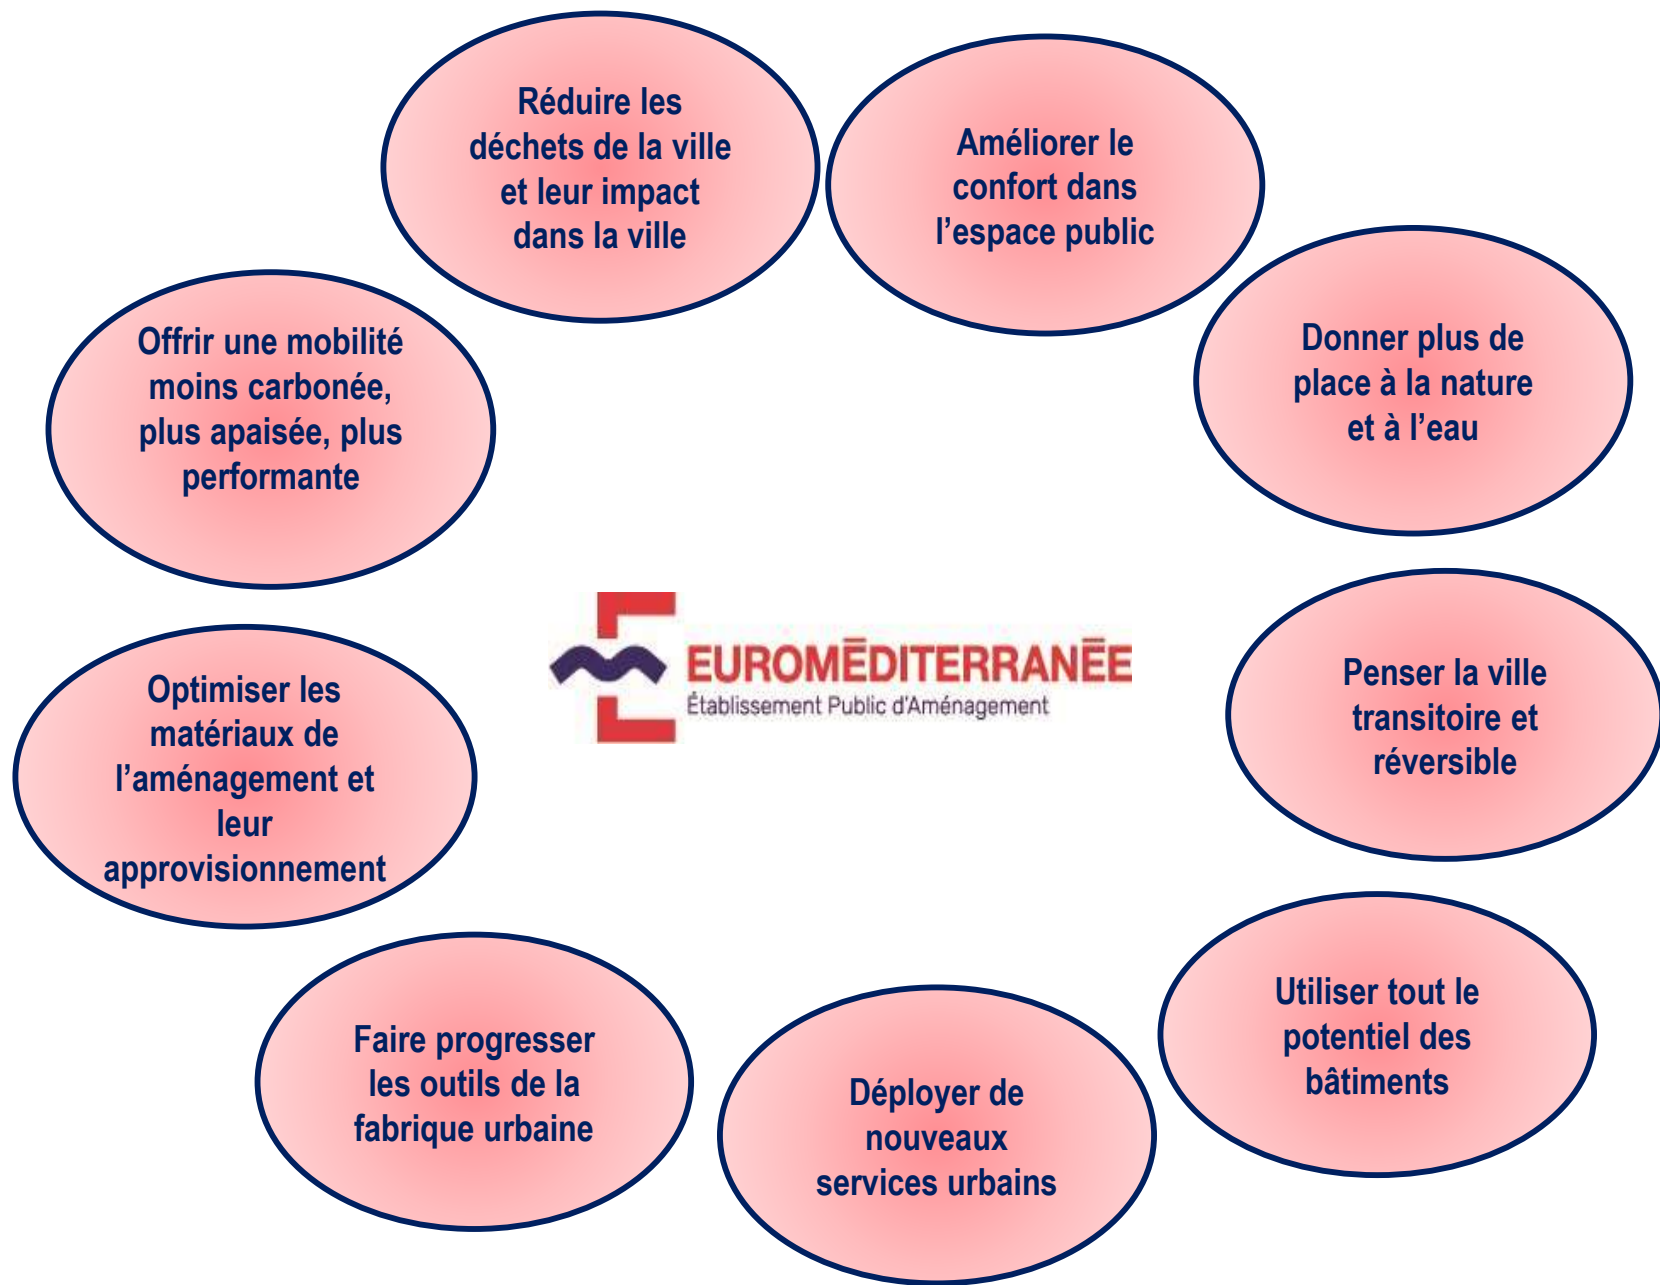 Réduire les
déchets de la ville
et leur impact
dans la ville
Améliorer le
confort dans
l’espace public
Offrir une mobilité
moins carbonée,
plus apaisée, plus
performante
Donner plus de
place à la nature
et à l’eau
EUROMĒDITERRANĒE
Établissement Public d'Aménagement
Optimiser les
matériaux de
l’aménagement et
leur
approvisionnement
Penser la ville
transitoire et
réversible
Faire progresser
les outils de la
fabrique urbaine
Déployer de
nouveaux
services urbains
Utiliser tout le
potentiel des
bâtiments